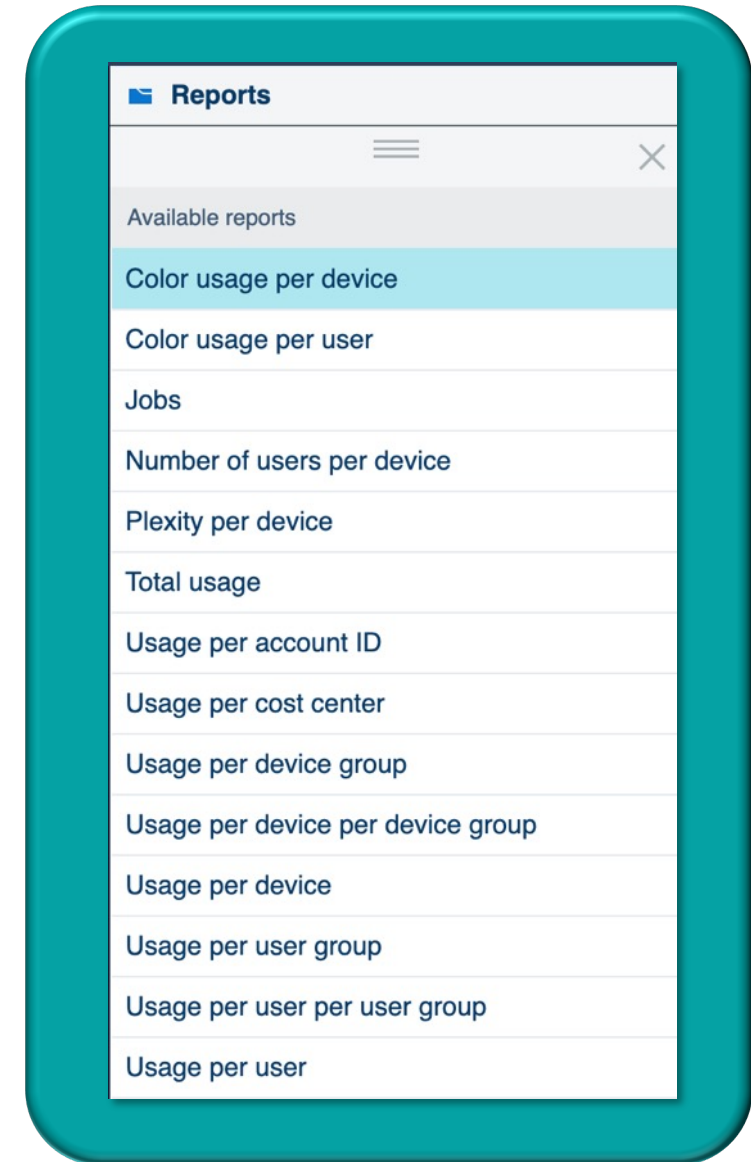 Reports
Available reports
Color usage per device
Color usage per user
Jobs
Number of users per device
Plexity per device
Total usage
Usage per account ID
Usage per cost center
Usage per device group
Usage per device per device group
Usage per device
Usage per user group
Usage per user per user group
Usage per user